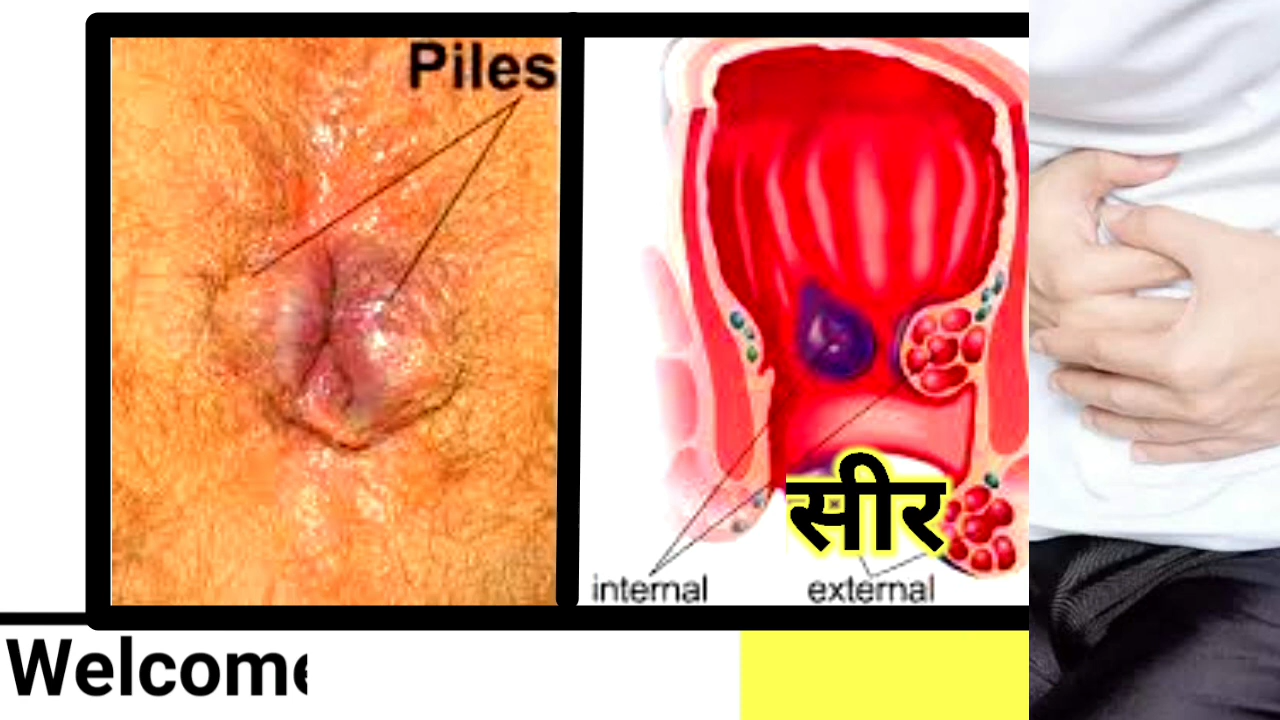 Piles
सीर
internal
external
Welcome